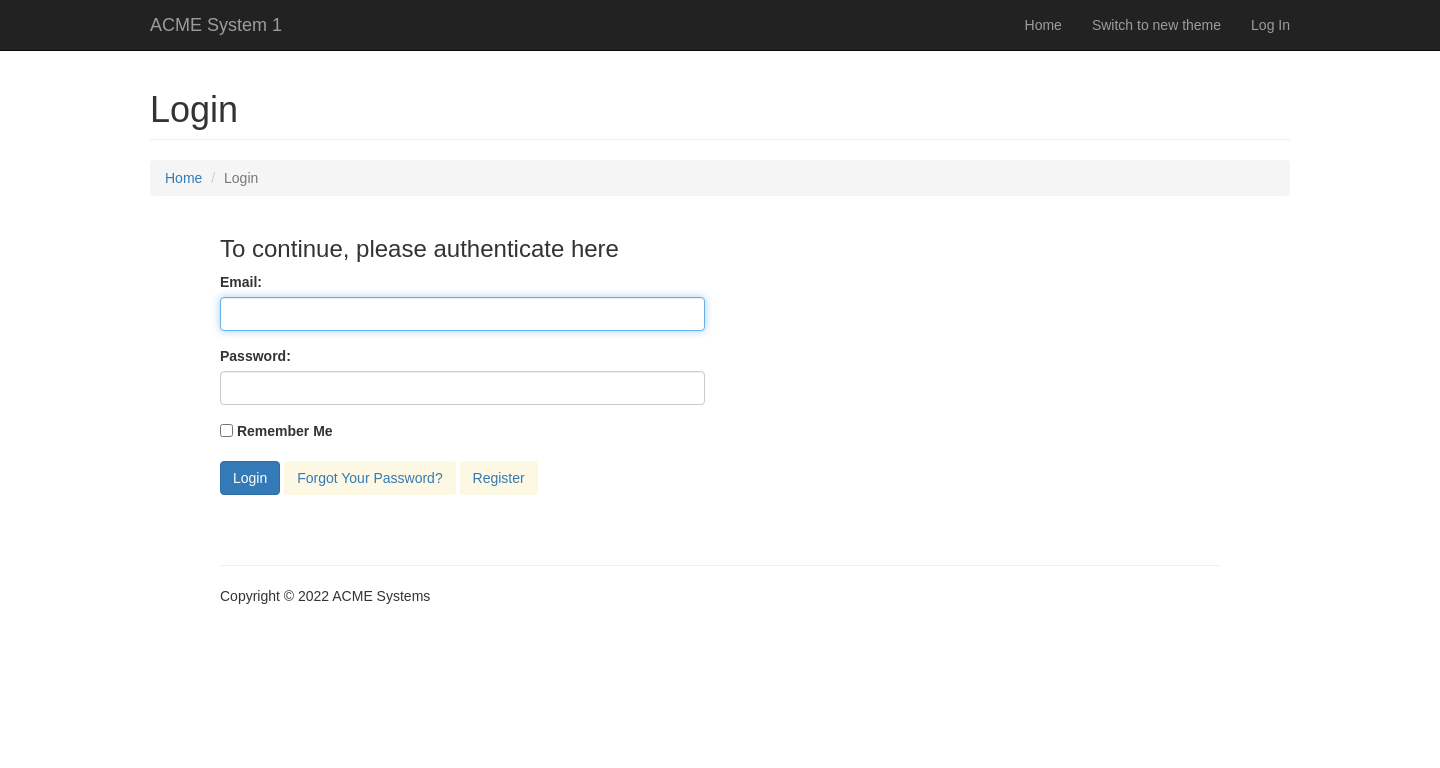 ACME System 1 Home Switch to new theme Log In
Login
Home / Login
To continue, please authenticate here
Email:
Password:
Remember Me
Login Forgot Your Password? Register
Copyright © 2022 ACME Systems